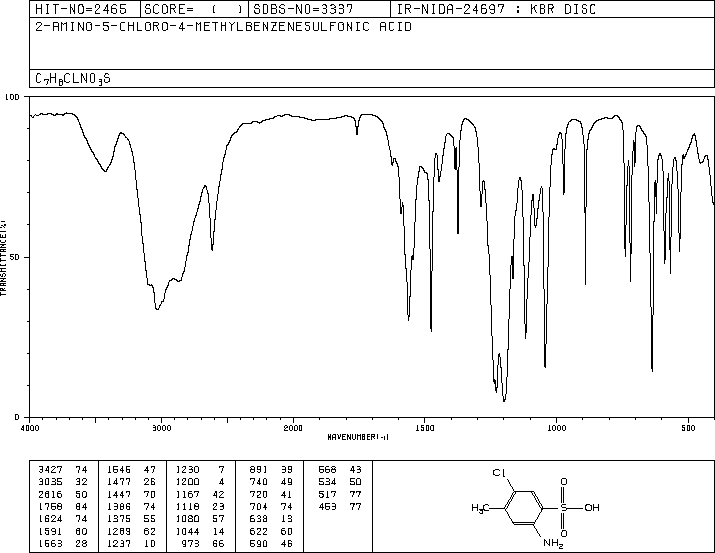 HIT-NO=2465 SCORE= ( ) SDBS-NO=3337 IR-NIDA-24697 : KBR DISC
2-AMINO-5-CHLORO-4-METHYLBENZENESULFONIC ACID
C7H8CLNO3S
100
50
0
TRANSMITTANCE(%)
4000 3000 2000 1500 1000 500
WAVENUMBER(-1)
3427 74 1546 47 1230 7 891 39 568 43
3035 32 1477 26 1200 4 740 49 534 50
2616 50 1447 70 1167 42 720 41 517 77
1758 84 1386 74 1118 23 704 74 453 77
1624 74 1375 55 1080 57 638 13
1591 60 1289 62 1044 14 622 60
1563 28 1237 10 973 66 590 46
Cl
O
H3C
S
OH
O
NH2